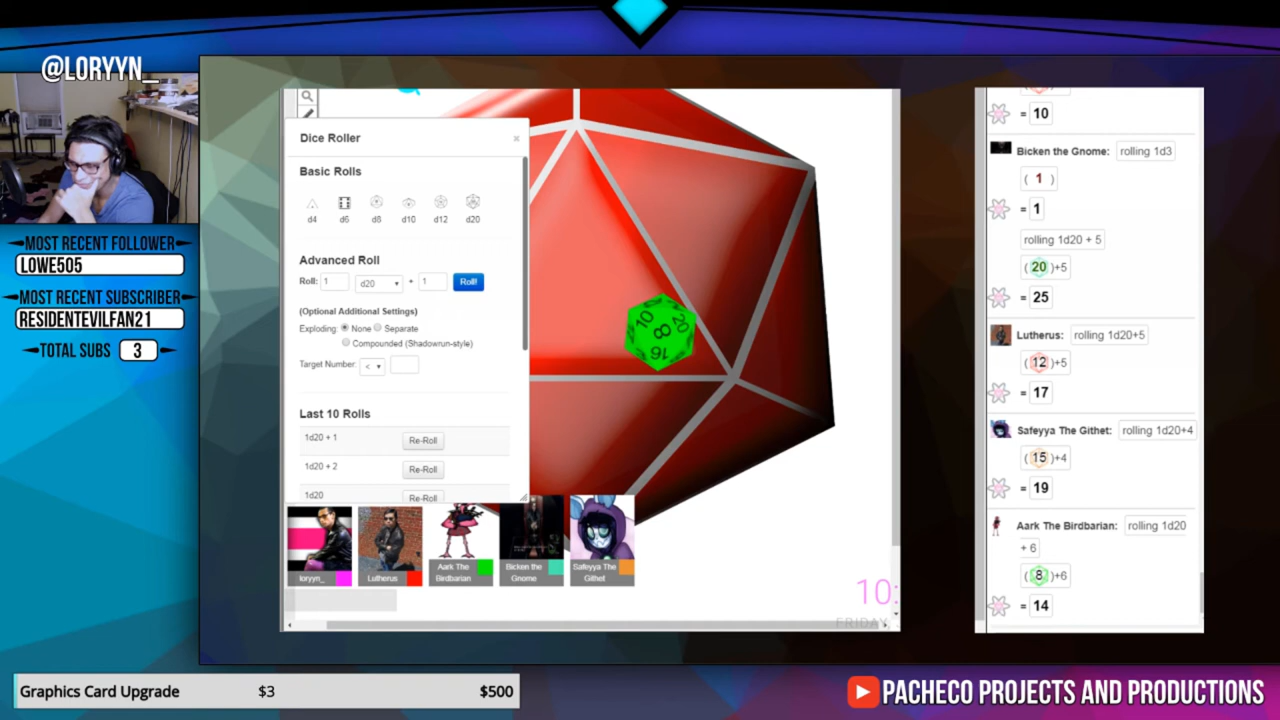 @LORYYN_
MOST RECENT FOLLOWER
LOWE505
MOST RECENT SUBSCRIBER
RESIDENTEVILFAN21
TOTAL SUBS 3
Dice Roller ×
Basic Rolls
d4 d6 d8 d10 d12 d20
Advanced Roll
Roll: 1 d20 + 1 Roll!
(Optional Additional Settings)
Exploding: None Separate
Compounded (Shadowrun-style)
Target Number: <
Last 10 Rolls
1d20 + 1 Re-Roll
1d20 + 2 Re-Roll
1d20 Re-Roll
10 20
8
16
loryyn_
Lutherus
Aark The
Birdbarian
Bicken the
Gnome
Safeyya The
Githet
10:
FRIDAY
= 10
Bicken the Gnome: rolling 1d3
( 1 )
= 1
rolling 1d20 + 5
(20)+5
= 25
Lutherus: rolling 1d20+5
(12)+5
= 17
Safeyya The Githet: rolling 1d20+4
(15)+4
= 19
Aark The Birdbarian: rolling 1d20
+ 6
(8)+6
= 14
Graphics Card Upgrade $3 $500
PACHECO PROJECTS AND PRODUCTIONS